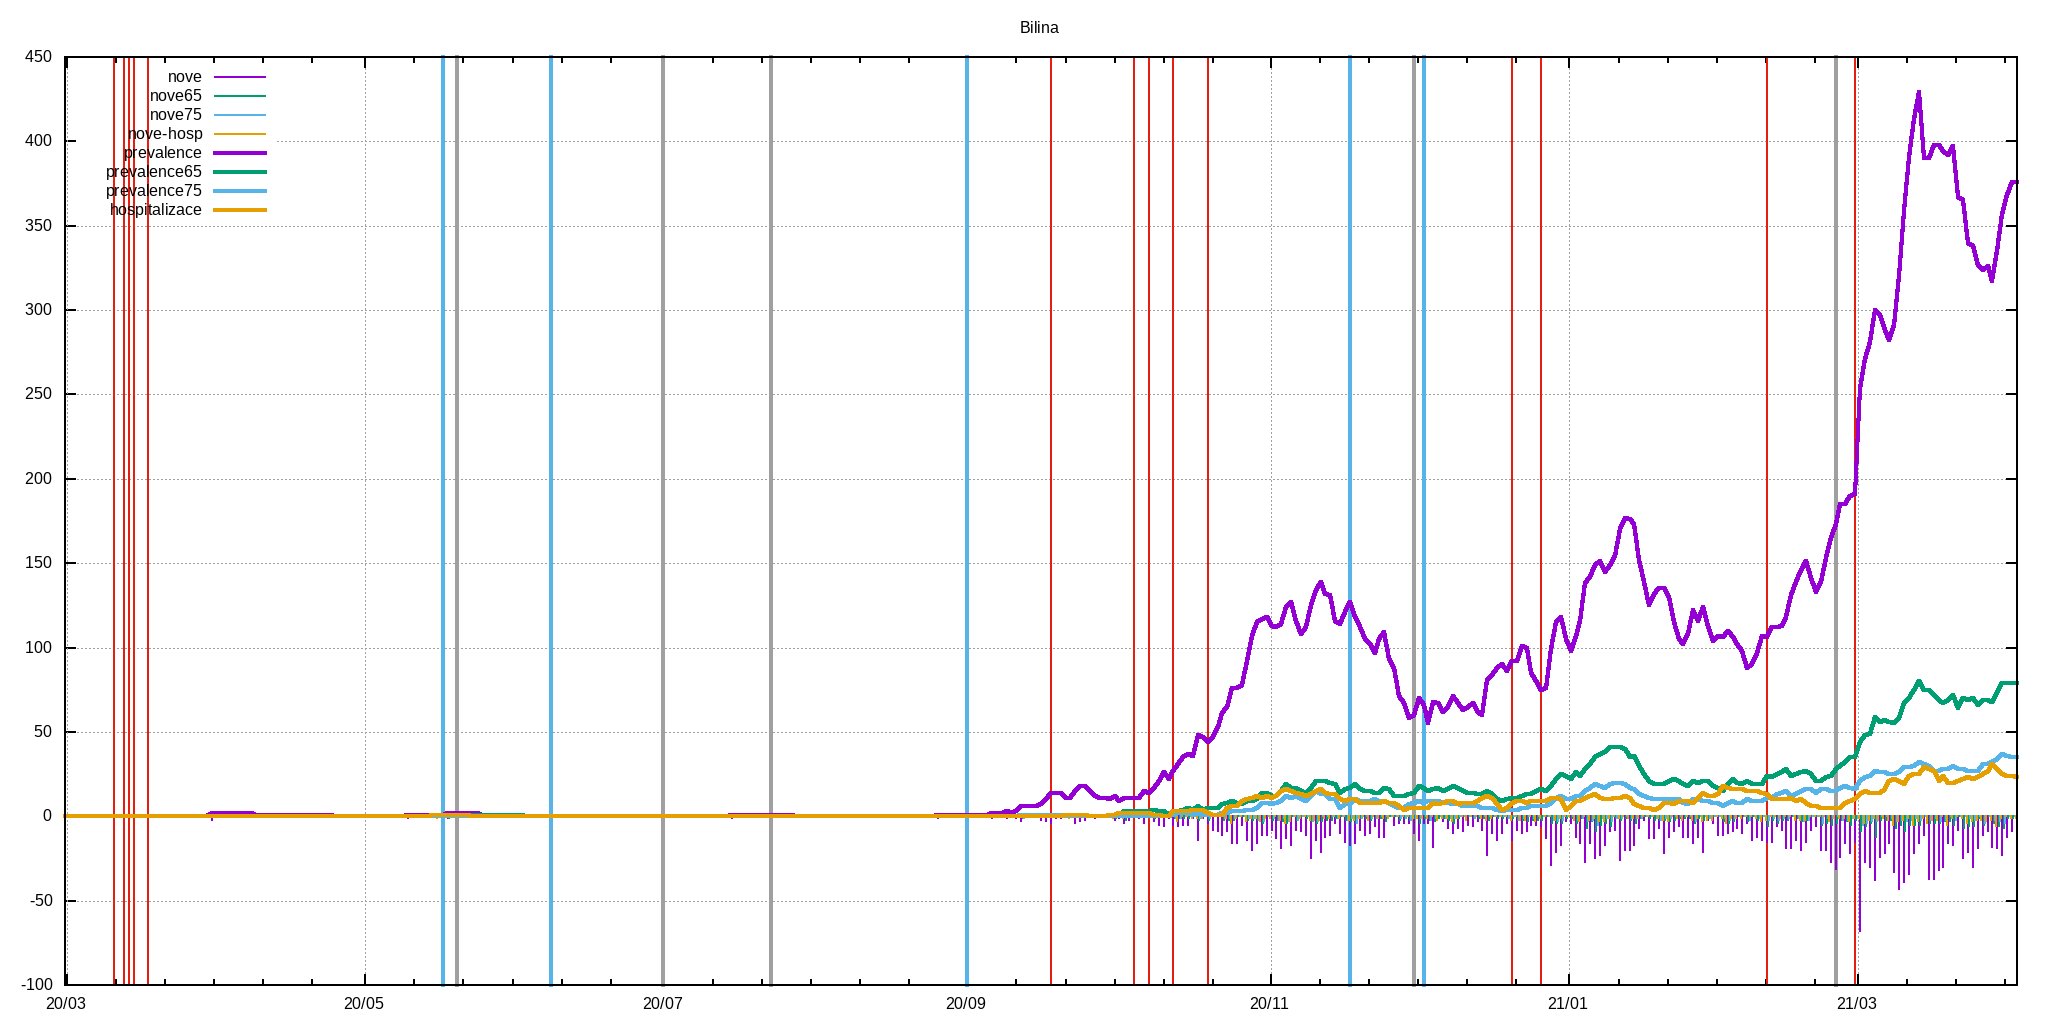 Bilina
450
400
350
300
250
200
150
100
50
0
-50
-100
nove
nove65
nove75
nove-hosp
prevalence
prevalence65
prevalence75
hospitalizace
20/03 20/05 20/07 20/09 20/11 21/01 21/03